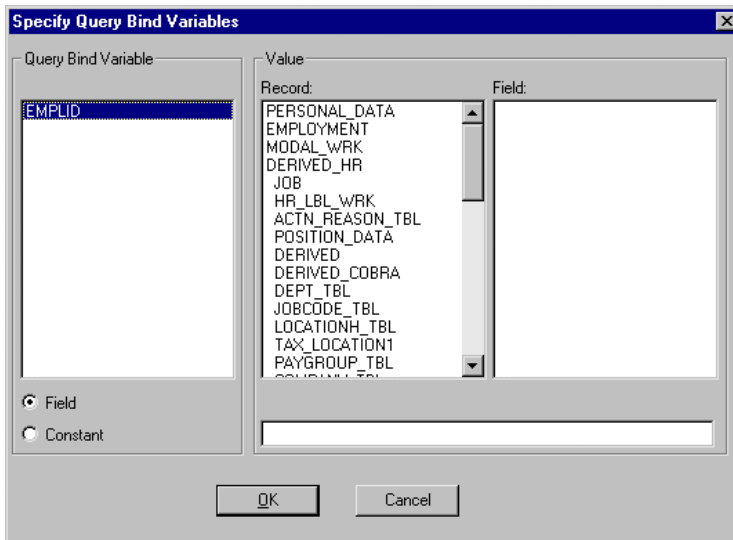 Specify Query Bind Variables
Query Bind Variable
Value
Record:
Field:
EMPLID
PERSONAL_DATA
EMPLOYMENT
MODAL_WRK
DERIVED_HR
JOB
HR_LBL_WRK
ACTN_REASON_TBL
POSITION_DATA
DERIVED
DERIVED_COBRA
DEPT_TBL
JOBCODE_TBL
LOCATIONH_TBL
TAX_LOCATION1
PAYGROUP_TBL
Field
Constant
OK
Cancel